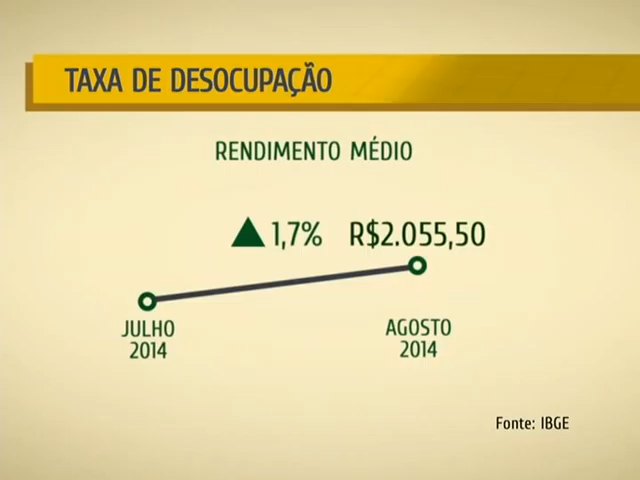 TAXA DE DESOCUPAÇÃO
RENDIMENTO MÉDIO
▲1,7% R$2.055,50
JULHO
2014
AGOSTO
2014
Fonte: IBGE